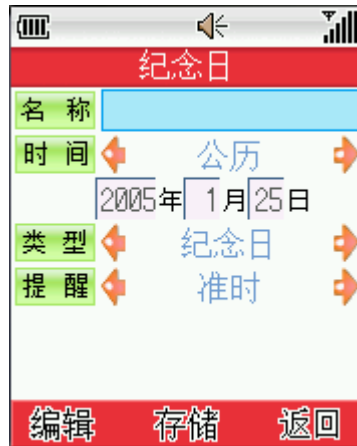 纪念日
名 称
时 间 公历
2005年 1月25日
类 型 纪念日
提 醒 准时
编辑 存储 返回